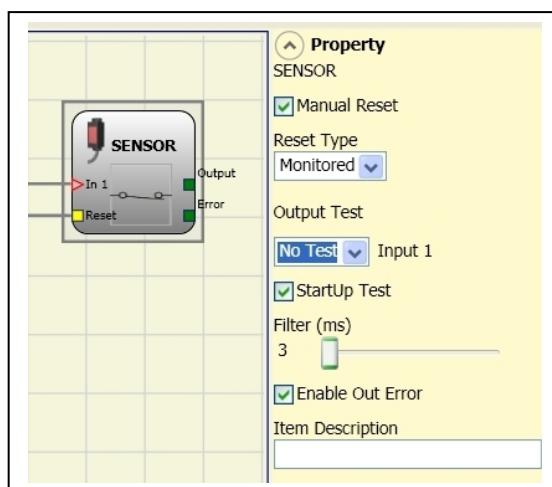 SENSOR
In 1
Reset
Output
Error
Property
SENSOR
Manual Reset
Reset Type
Monitored
Output Test
No Test Input 1
StartUp Test
Filter (ms)
3
Enable Out Error
Item Description